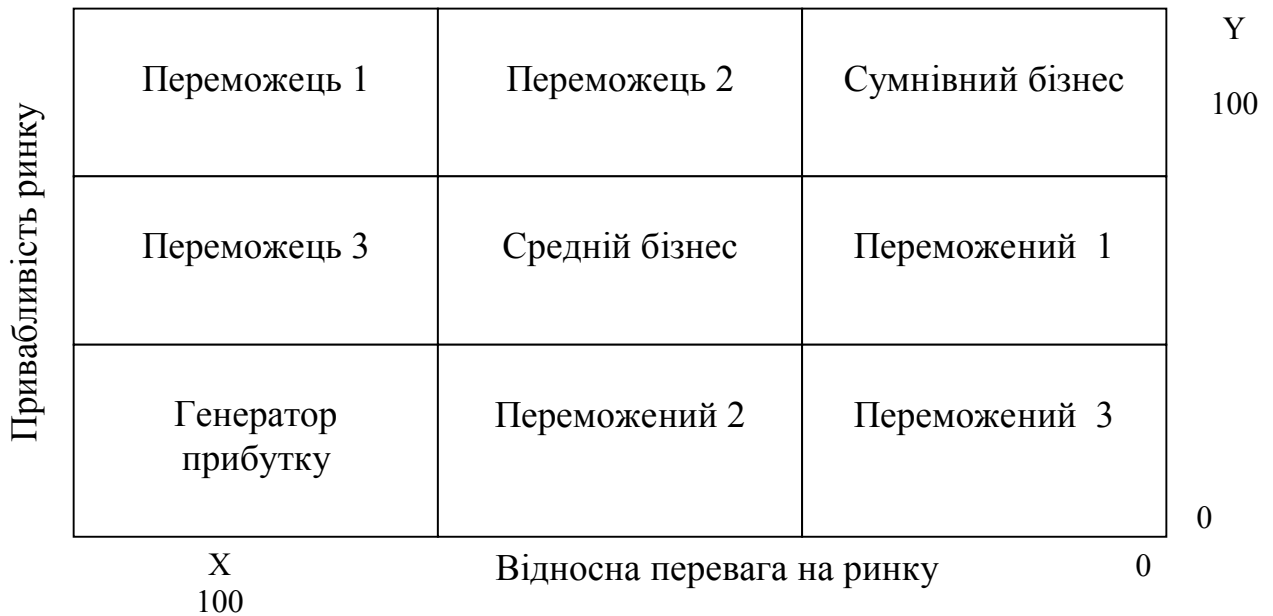 Y
Переможець 1
Переможець 2
Сумнівний бізнес
100
Привабливість ринку
Переможець 3
Средній бізнес
Переможений 1
Генератор
прибутку
Переможений 2
Переможений 3
0
X
Відносна перевага на ринку
0
100